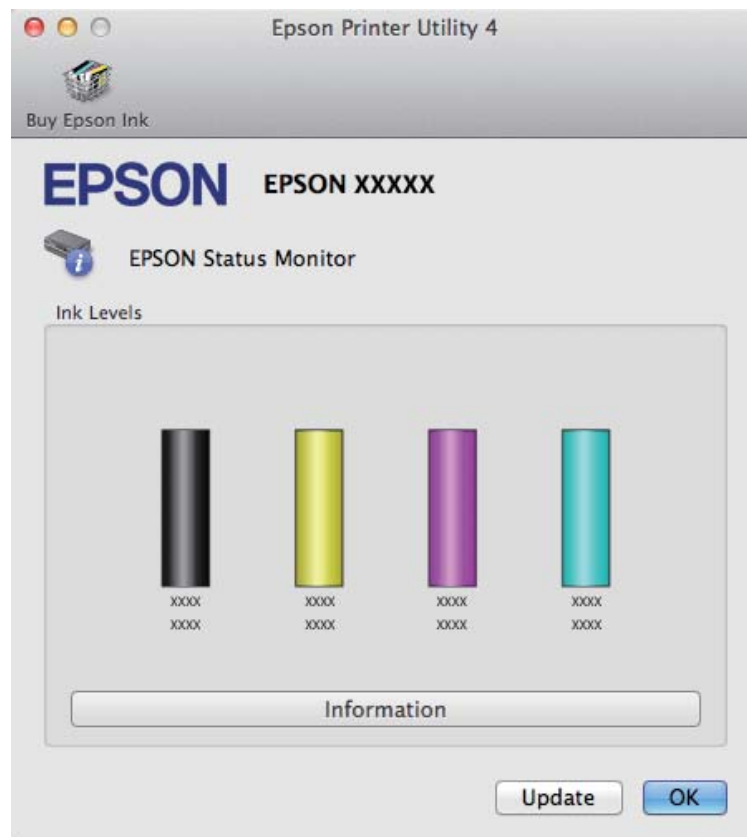 Epson Printer Utility 4
Buy Epson Ink
EPSON EPSON XXXXX
EPSON Status Monitor
Ink Levels
xxxx xxxx xxxx xxxx
xxxx xxxx xxxx xxxx
Information
Update OK